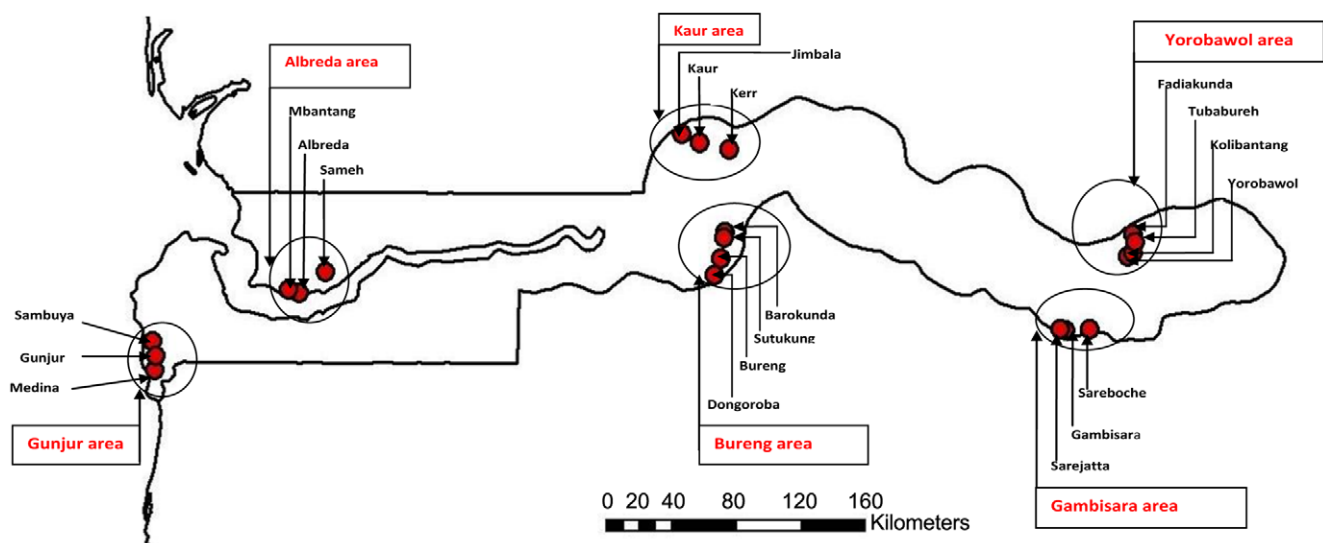 Kaur area
Jimbala
Kaur
Kerr
Yorobawol area
Fadiakunda
Tubabureh
Kolibantang
Yorobawol
Albreda area
Mbantang
Albreda
Sameh
Sambuya
Gunjur
Medina
Gunjur area
Barokunda
Sutukung
Bureng
Dongoroba
Bureng area
Sareboche
Gambisara
Sarejatta
Gambisara area
0 20 40 80 120 160
Kilometers